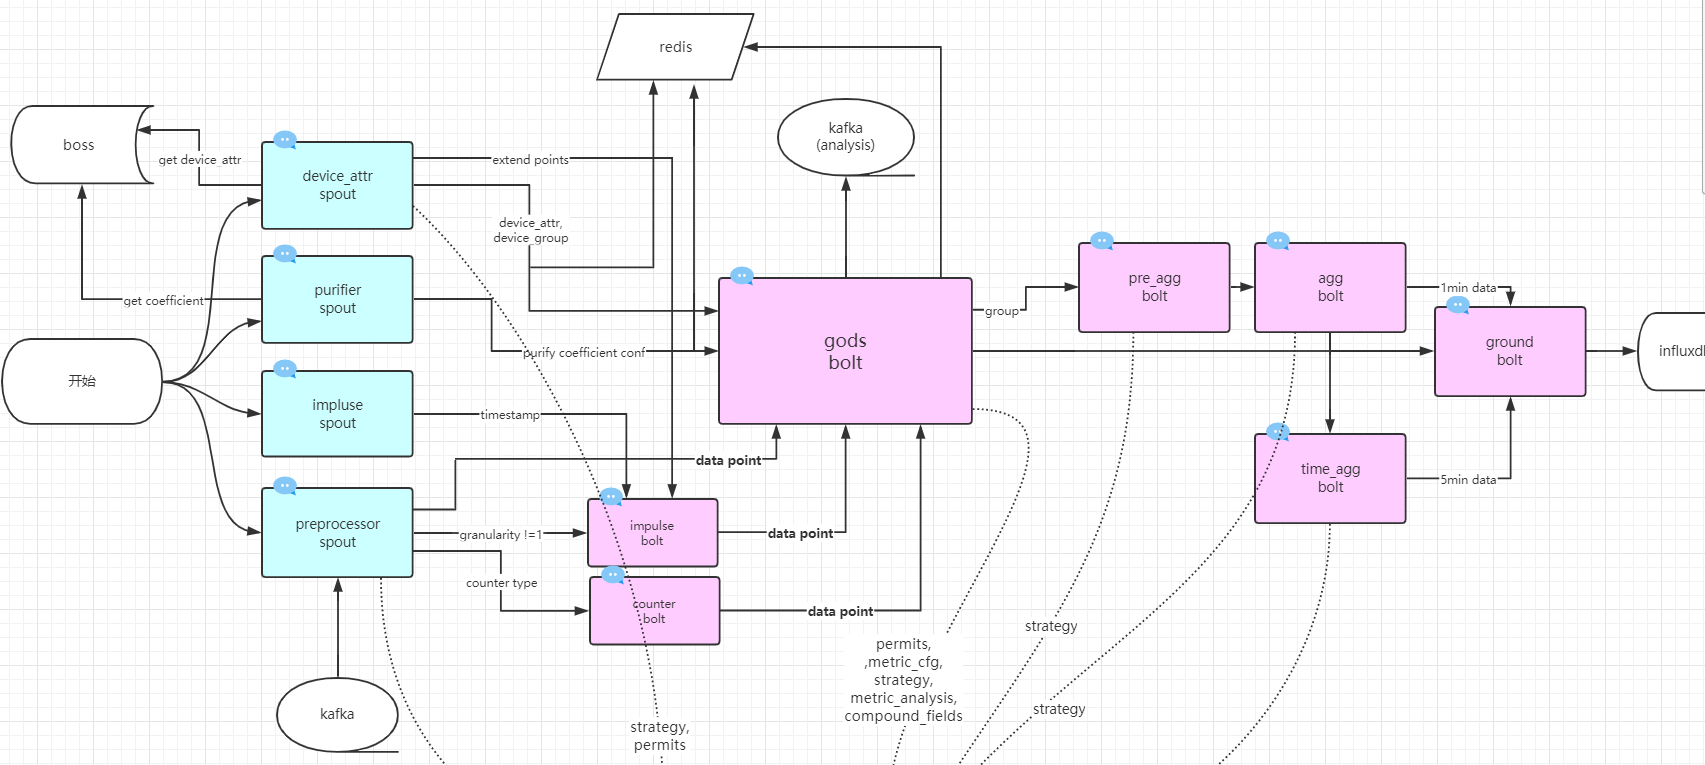 redis
kafka
(analysis)
boss
get device_attr
device_attr
spout
extend points
device_attr,
device_group
purifier
spout
get coefficient
purify coefficient conf
开始
impluse
spout
timestamp
preprocessor
spout
data point
granularity !=1
counter type
impulse
bolt
data point
counter
bolt
data point
kafka
gods
bolt
group
pre_agg
bolt
agg
bolt
1min data
ground
bolt
influxd
time_agg
bolt
5min data
strategy,
permits
permits,
,metric_cfg,
strategy,
metric_analysis,
compound_fields
strategy
strategy